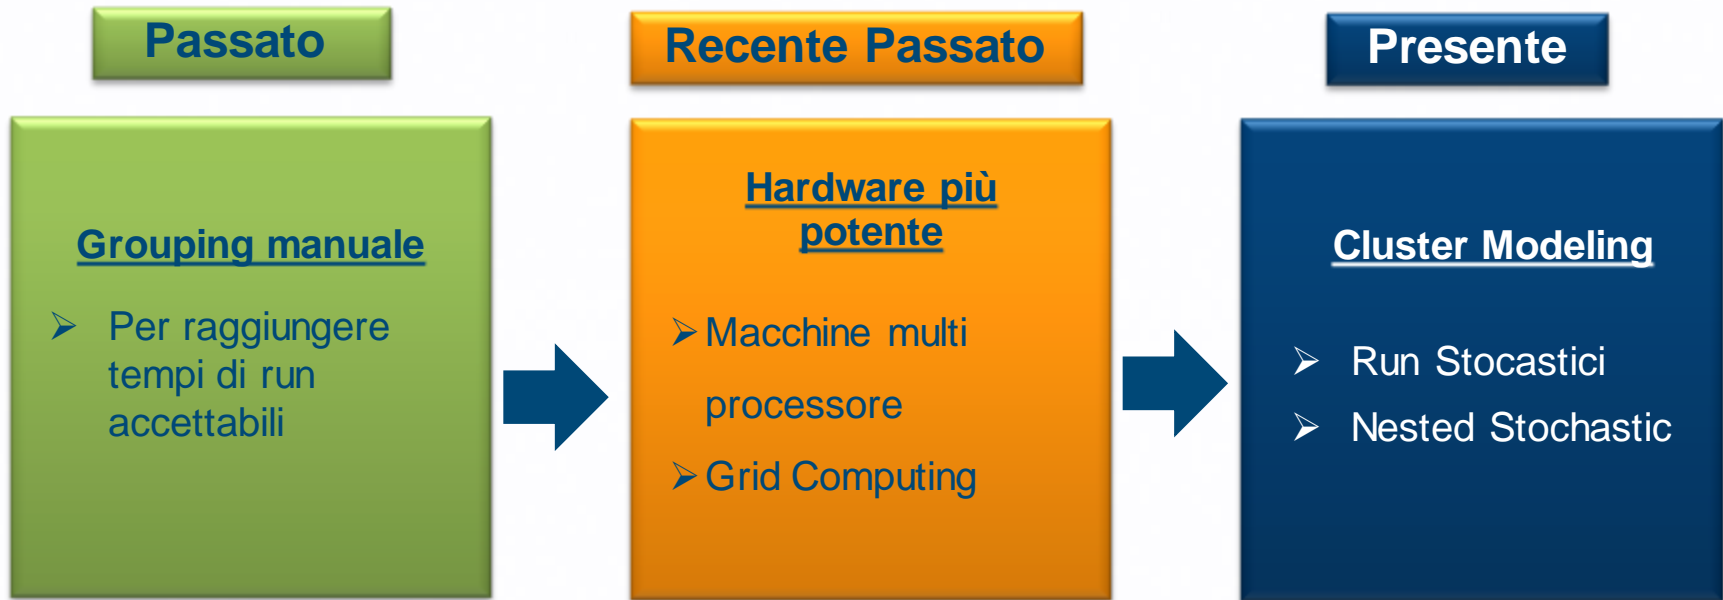 Passato
Grouping manuale
➢ Per raggiungere
tempi di run
accettabili
Recente Passato
Hardware più
potente
➢ Macchine multi
processore
➢ Grid Computing
Presente
Cluster Modeling
➢ Run Stocastici
➢ Nested Stochastic